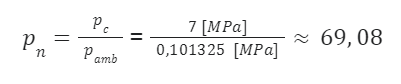 p_n = p_c / p_amb = 7 [MPa] / 0,101325 [MPa] ≈ 69,08